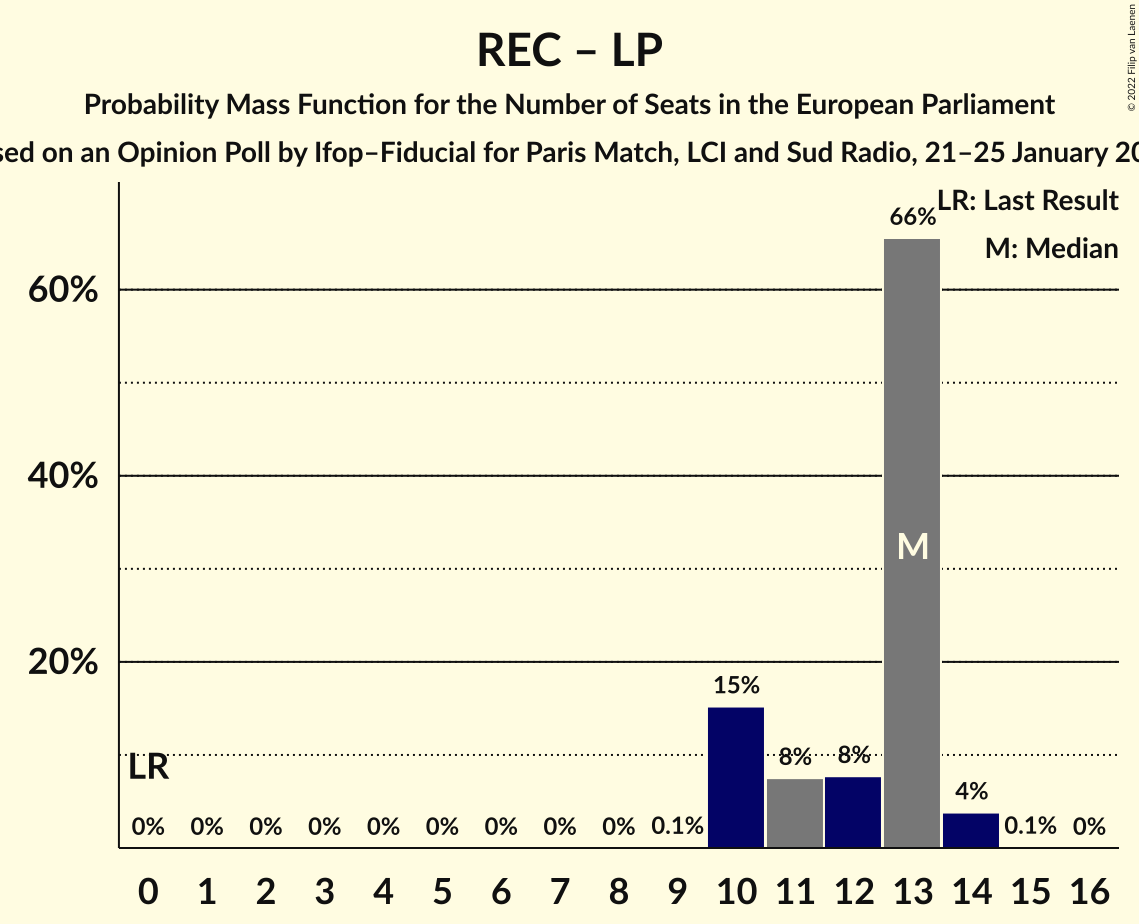 REC – LP
Probability Mass Function for the Number of Seats in the European Parliament
on an Opinion Poll by Ifop–Fiducial for Paris Match, LCI and Sud Radio, 21–25 January
© 2022 Filip van Laenen
LR: Last Result
M: Median
66%
60%
40%
M
20%
15%
8%
8%
LR
4%
0%
0%
0%
0%
0%
0%
0%
0%
0%
0.1%
0.1%
0%
0 1 2 3 4 5 6 7 8 9 10 11 12 13 14 15 16